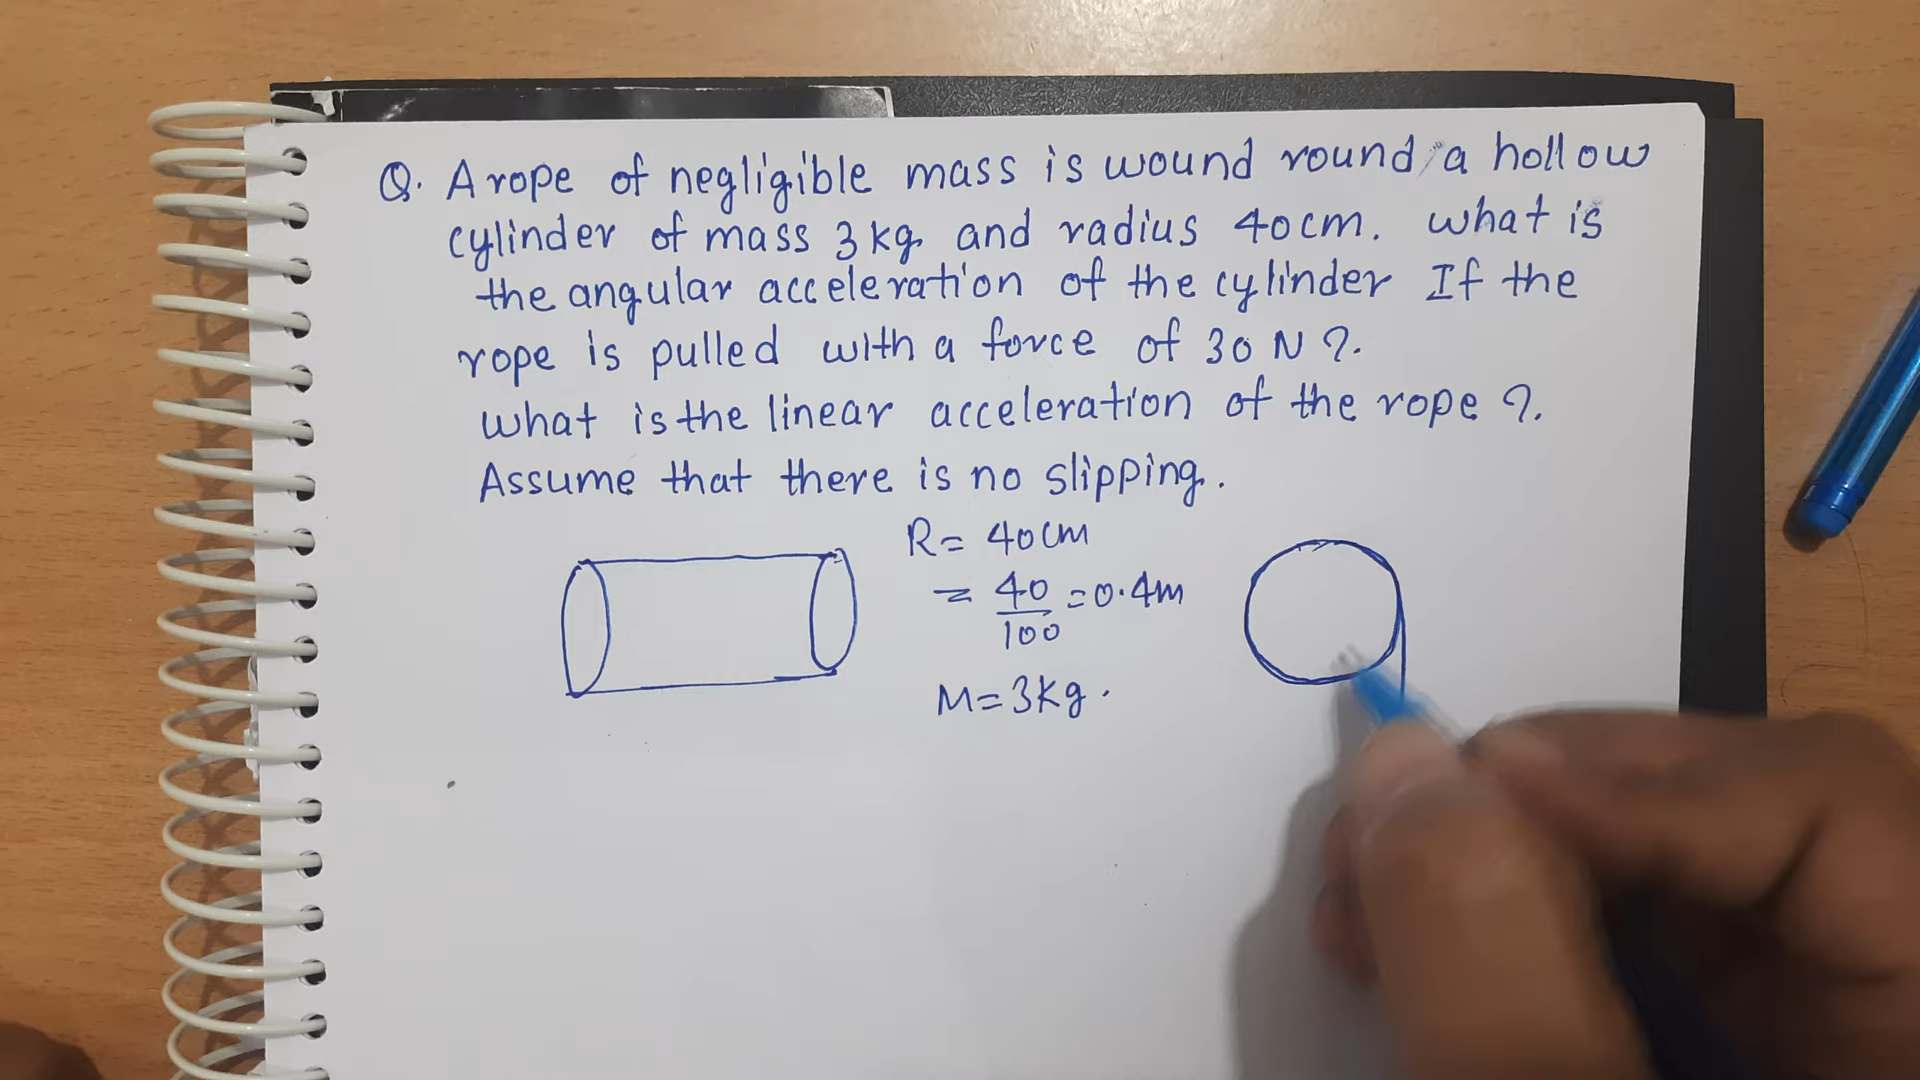 Q. A rope of negligible mass is wound round a hollow
cylinder of mass 3 kg and radius 40 cm. what is
the angular acceleration of the cylinder If the
rope is pulled with a force of 30 N ?.
what is the linear acceleration of the rope ?.
Assume that there is no slipping.
R = 40 cm
= 40/100 = 0.4 m
M = 3 kg.